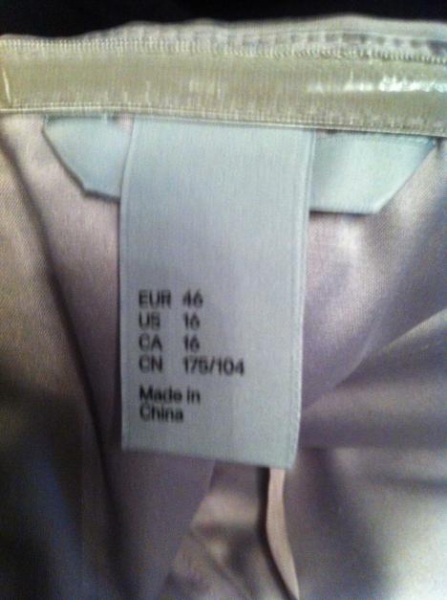 EUR 46
US 16
CA 16
CN 175/104
Made in
China